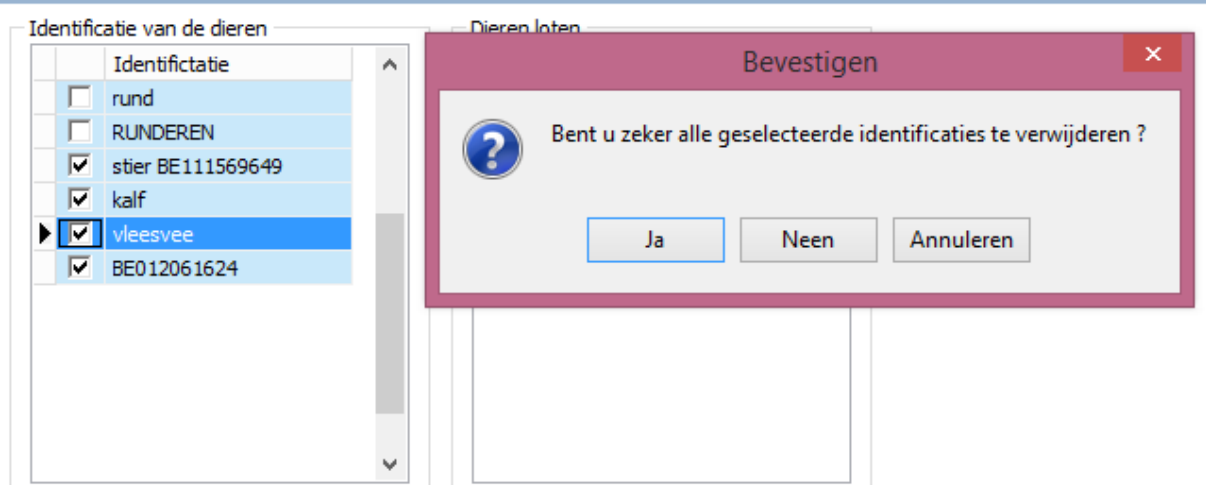 Identificatie van de dieren
Dieren loten
Identifictatie
rund
RUNDEREN
stier BE111569649
kalf
vleesvee
BE012061624
Bevestigen
Bent u zeker alle geselecteerde identificaties te verwijderen ?
Ja
Neen
Annuleren